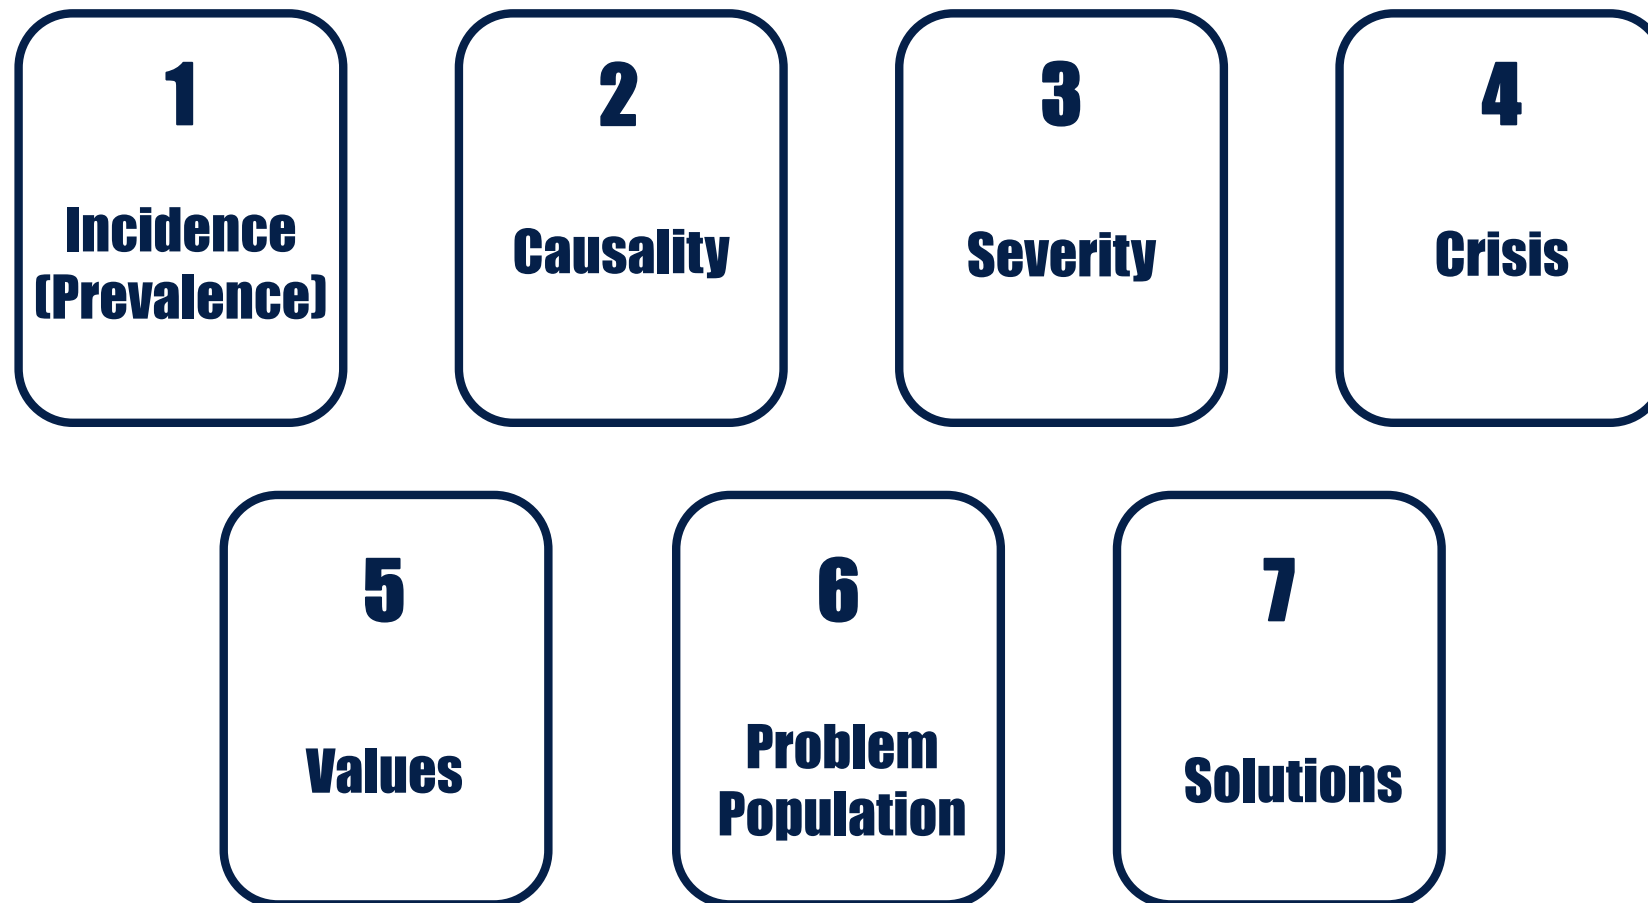 1
Incidence
(Prevalence)
2
Causality
3
Severity
4
Crisis
5
Values
6
Problem
Population
7
Solutions